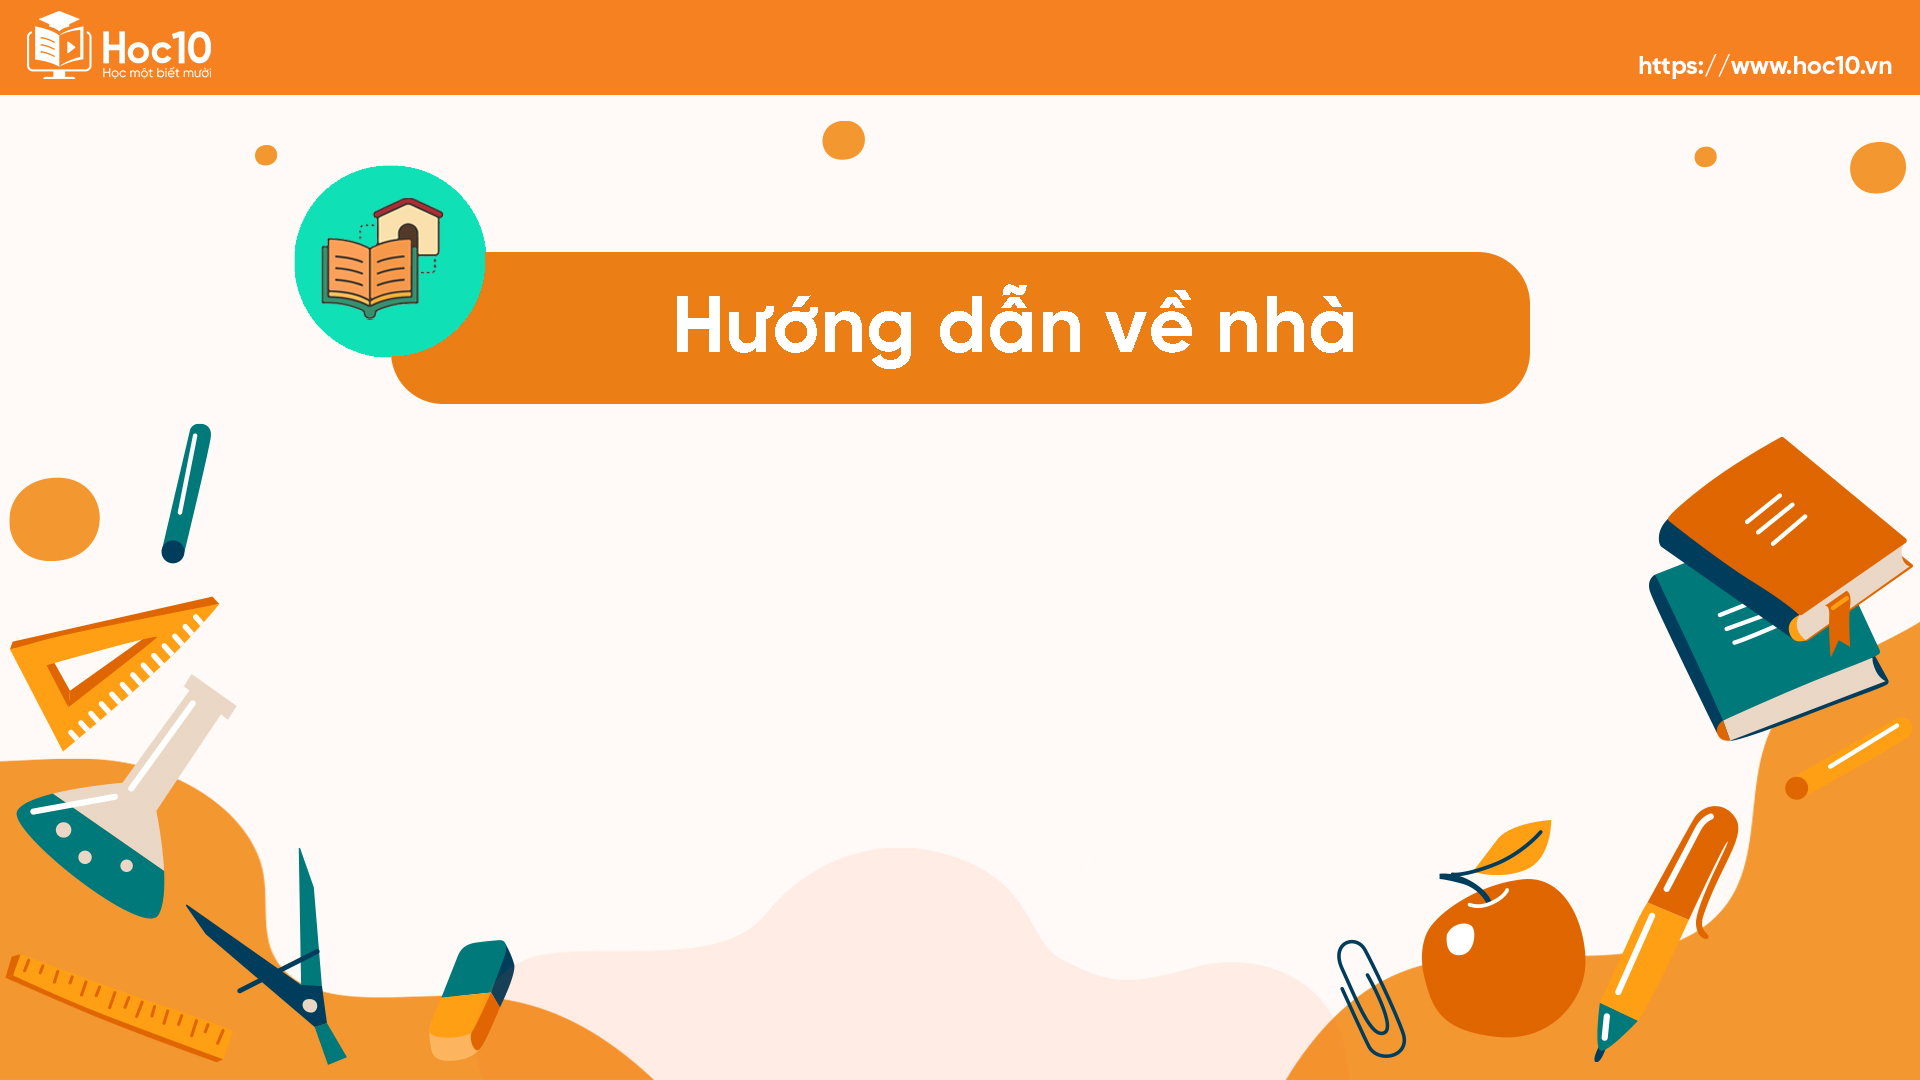 Hoc10
Học một biết mười
https://www.hoc10.vn
Hướng dẫn về nhà